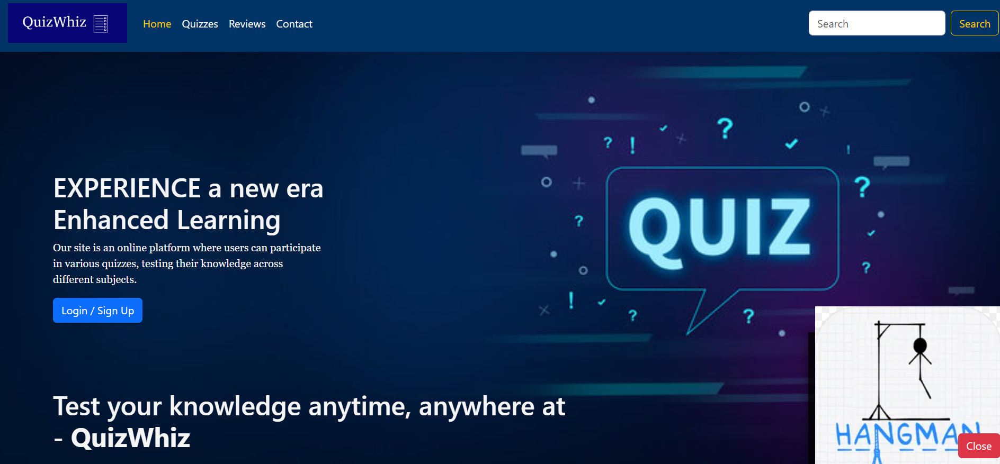 QuizWhiz
Home Quizzes Reviews Contact
Search Search
? ! ? ! ?
QUIZ
? ?
! ? ?
EXPERIENCE a new era
Enhanced Learning
Our site is an online platform where users can participate
in various quizzes, testing their knowledge across
different subjects.
Login / Sign Up
Test your knowledge anytime, anywhere at
- QuizWhiz
HANGMAN
Close